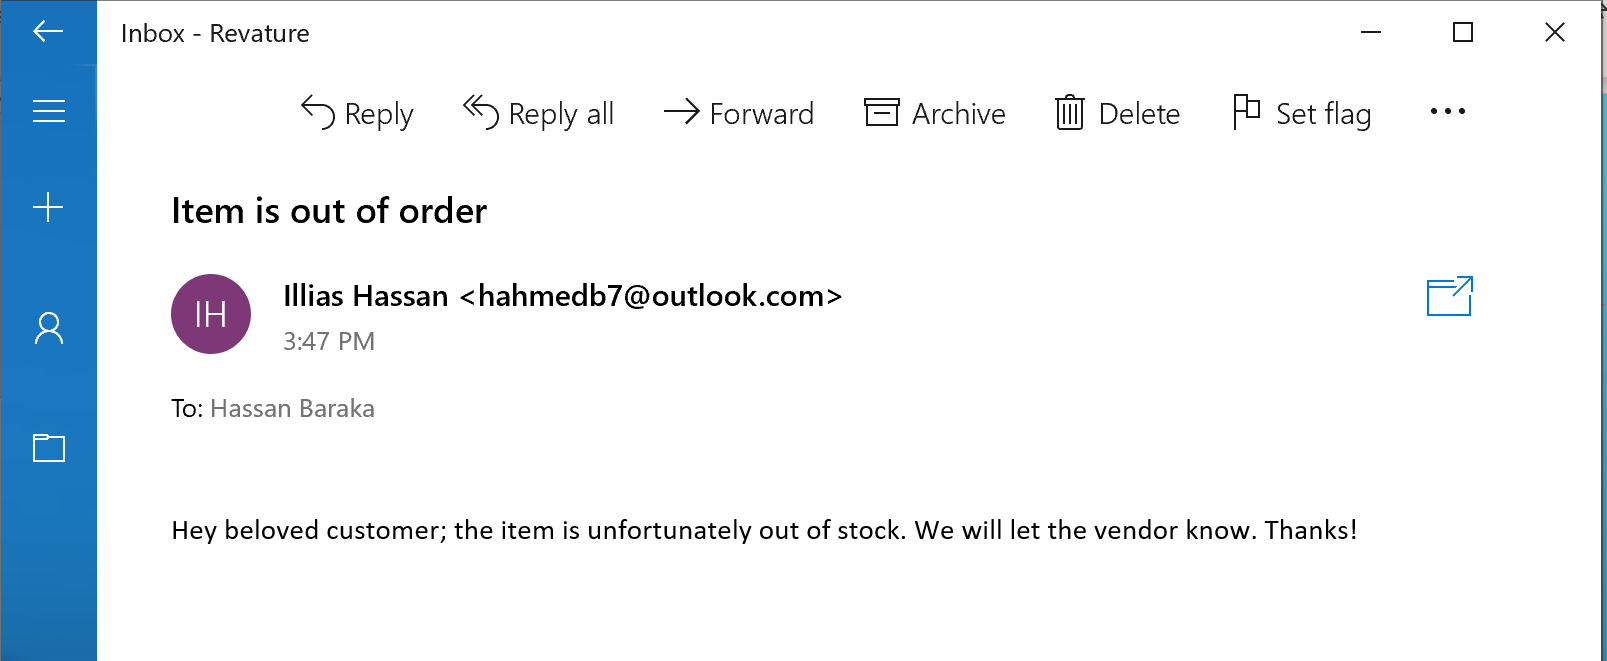 Inbox - Revature
Reply Reply all Forward Archive Delete Set flag
Item is out of order
IH
Illias Hassan <hahmedb7@outlook.com>
3:47 PM
To: Hassan Baraka
Hey beloved customer; the item is unfortunately out of stock. We will let the vendor know. Thanks!